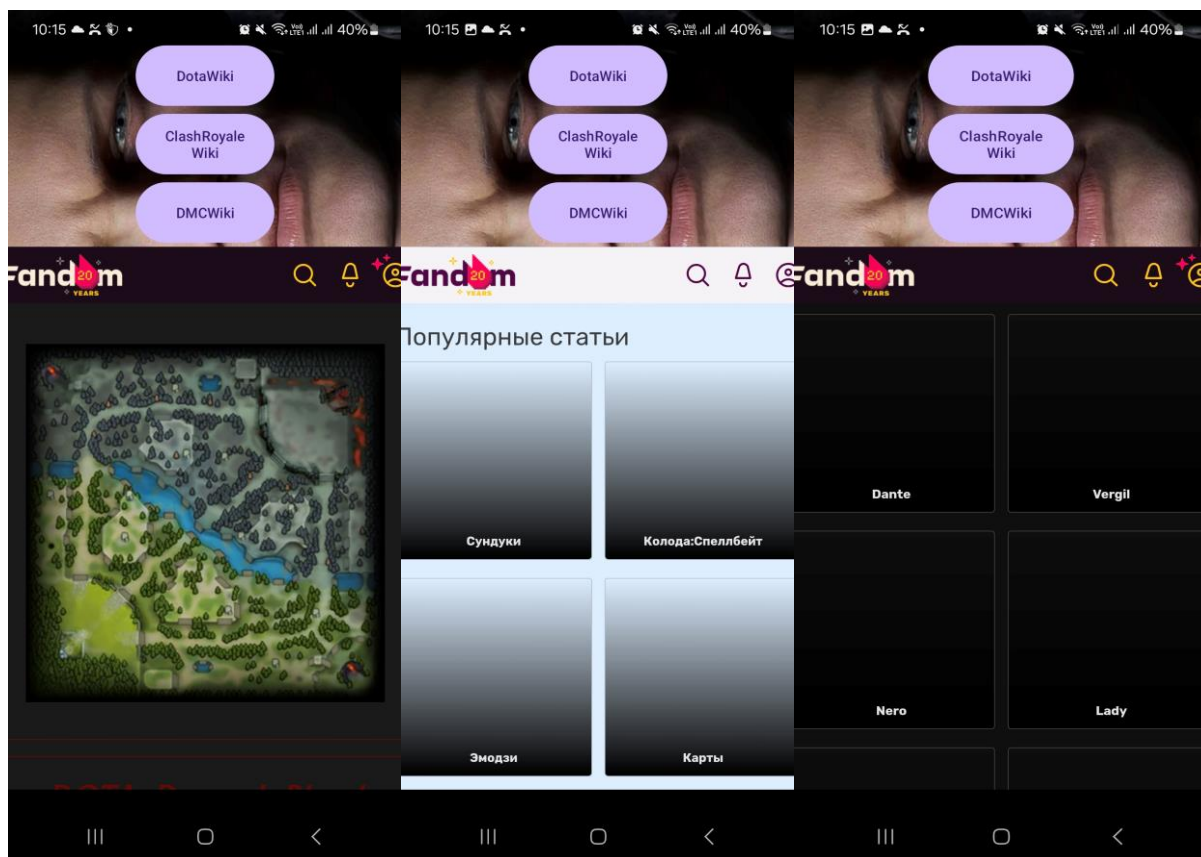 10:15
40%
DotaWiki
ClashRoyale
Wiki
DMCWiki
Fandom
20
YEARS
10:15
40%
DotaWiki
ClashRoyale
Wiki
DMCWiki
Fandom
20
YEARS
Популярные статьи
Сундуки
Колода:Спеллбейт
Эмодзи
Карты
10:15
40%
DotaWiki
ClashRoyale
Wiki
DMCWiki
Fandom
20
YEARS
Dante
Vergil
Nero
Lady